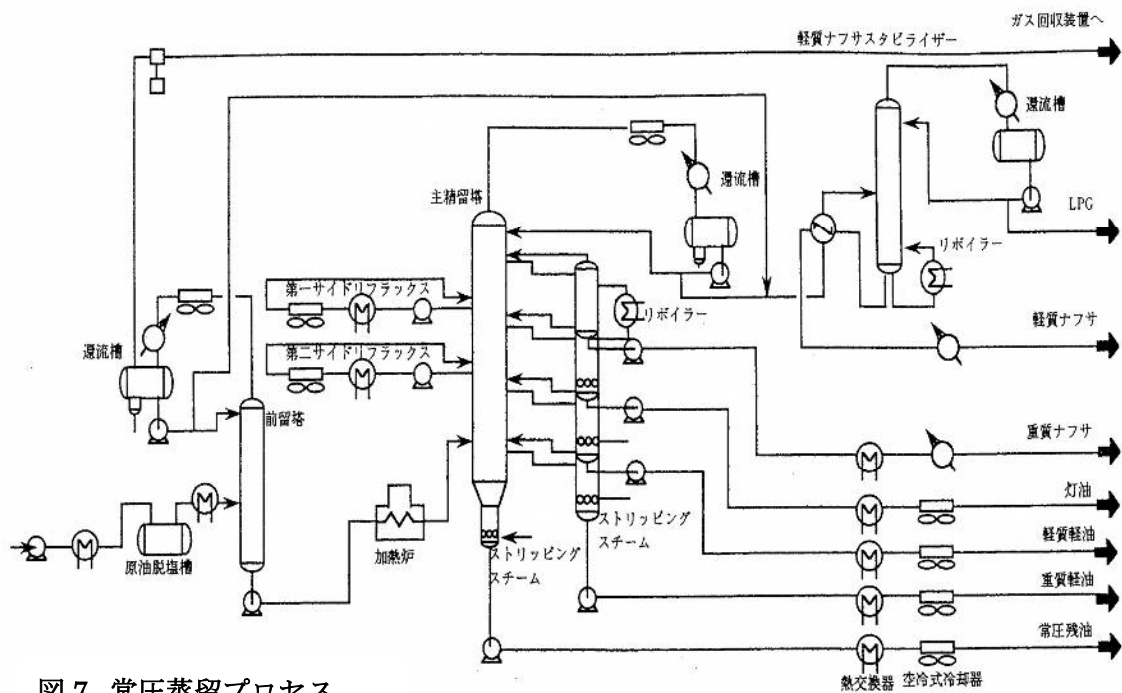 ガス回収装置へ
軽質ナフサスタビライザー
還流槽
還流槽
主精留塔
LPG
リボイラー
第一サイドリフラックス
リボイラー
軽質ナフサ
還流槽
第二サイドリフラックス
前留塔
重質ナフサ
灯油
ストリッピング
スチーム
加熱炉
ストリッピング
スチーム
原油脱塩槽
軽質軽油
重質軽油
常圧残油
熱交換器
空冷式冷却器
図7 常圧蒸留プロセス